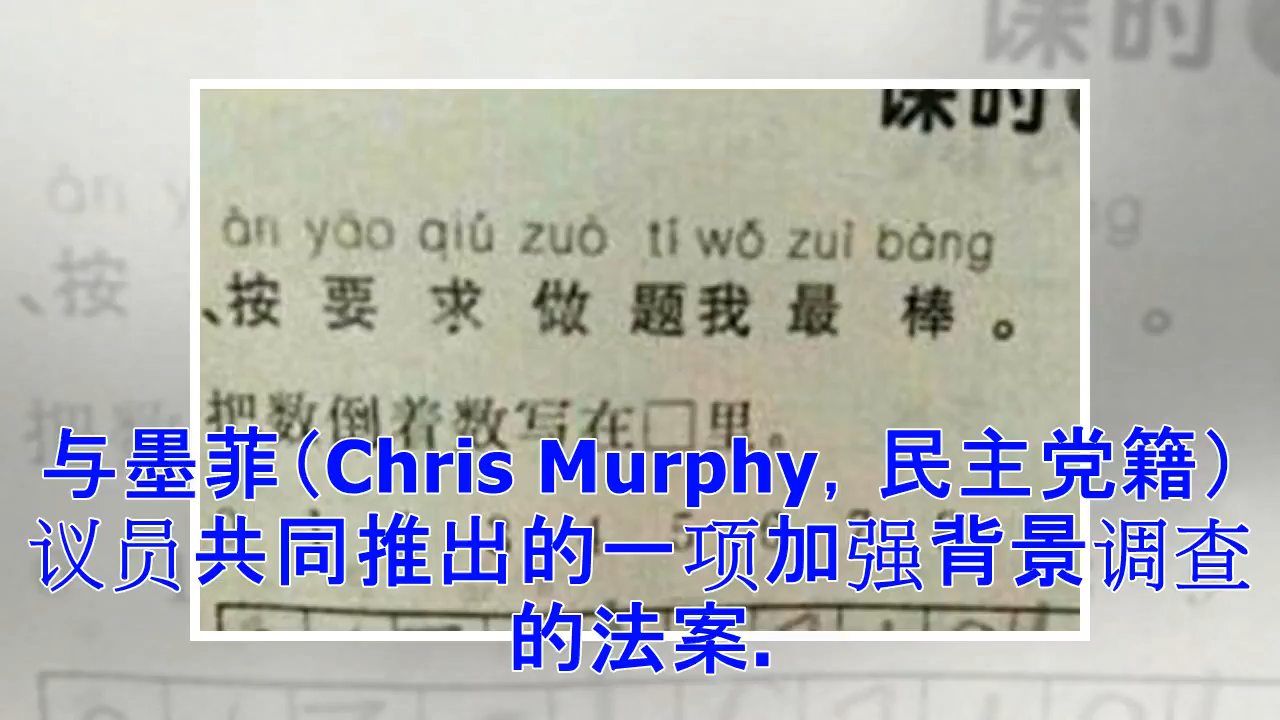 课时
àn yāo qiú zuò tí wǒ zuì bàng
、按要求做题我最棒。
把数倒着数写在□里。
与墨菲（Chris Murphy，民主党籍）
议员共同推出的一项加强背景调查
的法案.